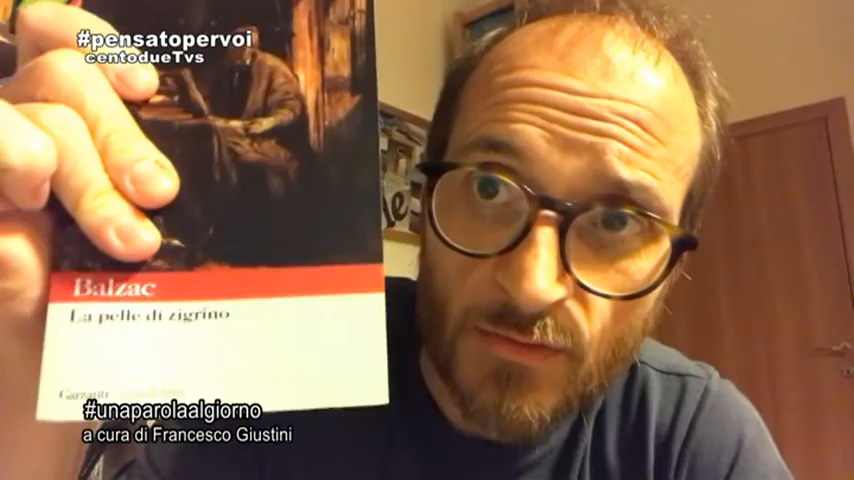 #pensatopervoi
centodueTvs
Balzac
La pelle di zigrino
Garzanti
#unaparolaalgiorno
a cura di Francesco Giustini